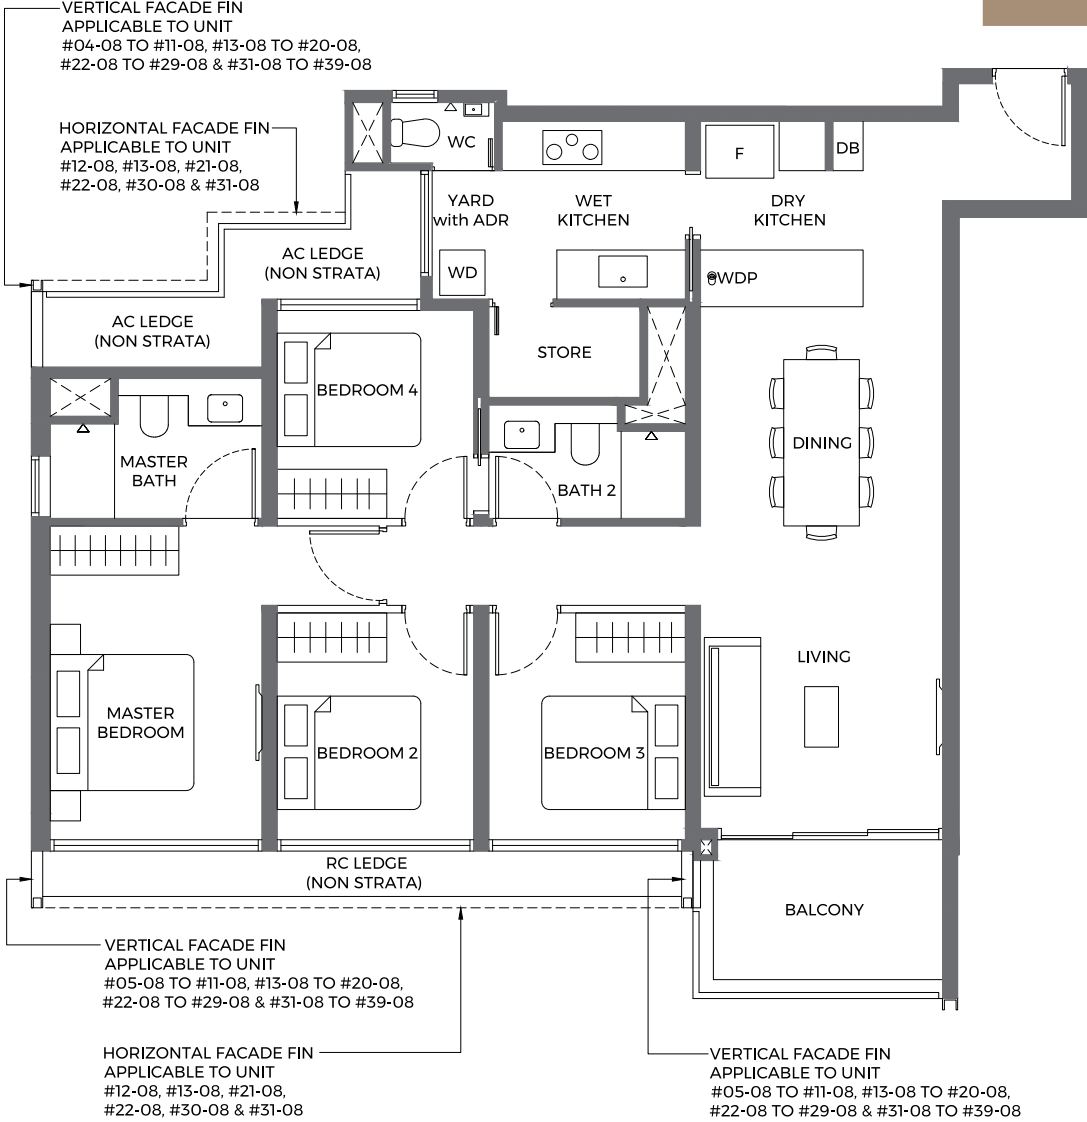 VERTICAL FACADE FIN
APPLICABLE TO UNIT
#04-08 TO #11-08, #13-08 TO #20-08,
#22-08 TO #29-08 & #31-08 TO #39-08
HORIZONTAL FACADE FIN
APPLICABLE TO UNIT
#12-08, #13-08, #21-08,
#22-08, #30-08 & #31-08
WC
F
DB
YARD
with ADR
WET
KITCHEN
DRY
KITCHEN
AC LEDGE
(NON STRATA)
WD
WDP
AC LEDGE
(NON STRATA)
STORE
BEDROOM 4
DINING
MASTER
BATH
BATH 2
LIVING
MASTER
BEDROOM
BEDROOM 2
BEDROOM 3
RC LEDGE
(NON STRATA)
BALCONY
VERTICAL FACADE FIN
APPLICABLE TO UNIT
#05-08 TO #11-08, #13-08 TO #20-08,
#22-08 TO #29-08 & #31-08 TO #39-08
HORIZONTAL FACADE FIN
APPLICABLE TO UNIT
#12-08, #13-08, #21-08,
#22-08, #30-08 & #31-08
VERTICAL FACADE FIN
APPLICABLE TO UNIT
#05-08 TO #11-08, #13-08 TO #20-08,
#22-08 TO #29-08 & #31-08 TO #39-08